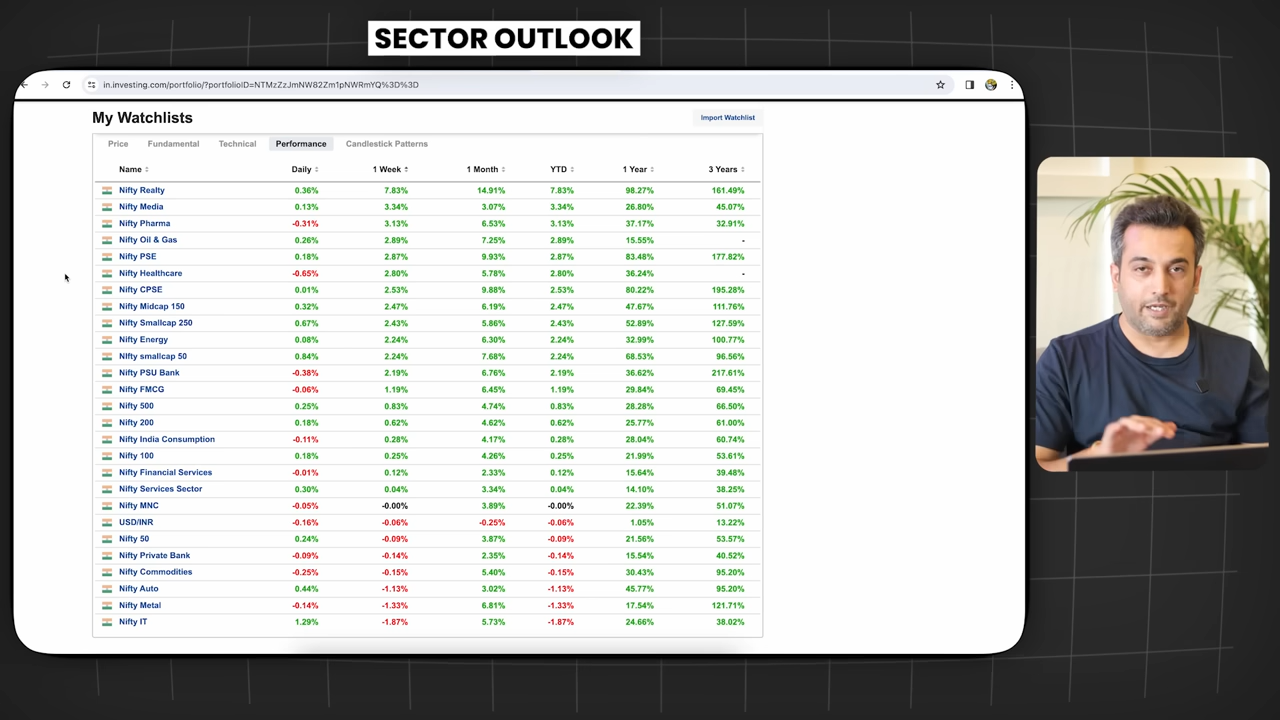 SECTOR OUTLOOK
in.investing.com/portfolio/?portfolioID=NTMzZzJmNW82Zm1pNWRmYQ%3D%3D
My Watchlists
Import Watchlist
Price Fundamental Technical Performance Candlestick Patterns
Name Daily 1 Week 1 Month YTD 1 Year 3 Years
Nifty Realty 0.36% 7.83% 14.91% 7.83% 98.27% 161.49%
Nifty Media 0.13% 3.34% 3.07% 3.34% 26.80% 45.07%
Nifty Pharma -0.31% 3.13% 6.53% 3.13% 37.17% 32.91%
Nifty Oil & Gas 0.26% 2.89% 7.25% 2.89% 15.55% -
Nifty PSE 0.18% 2.87% 9.93% 2.87% 83.48% 177.82%
Nifty Healthcare -0.65% 2.80% 5.78% 2.80% 36.24% -
Nifty CPSE 0.01% 2.53% 9.88% 2.53% 80.22% 195.28%
Nifty Midcap 150 0.32% 2.47% 6.19% 2.47% 47.67% 111.76%
Nifty Smallcap 250 0.67% 2.43% 5.86% 2.43% 52.89% 127.59%
Nifty Energy 0.08% 2.24% 6.30% 2.24% 32.99% 100.77%
NIfty smallcap 50 0.84% 2.24% 7.68% 2.24% 68.53% 96.56%
Nifty PSU Bank -0.38% 2.19% 6.76% 2.19% 36.62% 217.61%
Nifty FMCG -0.06% 1.19% 6.45% 1.19% 29.84% 69.45%
Nifty 500 0.25% 0.83% 4.74% 0.83% 28.28% 66.50%
Nifty 200 0.18% 0.62% 4.62% 0.62% 25.77% 61.00%
Nifty India Consumption -0.11% 0.28% 4.17% 0.28% 28.04% 60.74%
Nifty 100 0.18% 0.25% 4.26% 0.25% 21.99% 53.61%
Nifty Financial Services -0.01% 0.12% 2.33% 0.12% 15.64% 39.48%
Nifty Services Sector 0.30% 0.04% 3.34% 0.04% 14.10% 38.25%
Nifty MNC -0.05% -0.00% 3.89% -0.00% 22.39% 51.07%
USD/INR -0.16% -0.06% -0.25% -0.06% 1.05% 13.22%
Nifty 50 0.24% -0.09% 3.87% -0.09% 21.56% 53.57%
Nifty Private Bank -0.09% -0.14% 2.35% -0.14% 15.54% 40.52%
Nifty Commodities -0.25% -0.15% 5.40% -0.15% 30.43% 95.20%
Nifty Auto 0.44% -1.13% 3.02% -1.13% 45.77% 95.20%
Nifty Metal -0.14% -1.33% 6.81% -1.33% 17.54% 121.71%
Nifty IT 1.29% -1.87% 5.73% -1.87% 24.66% 38.02%